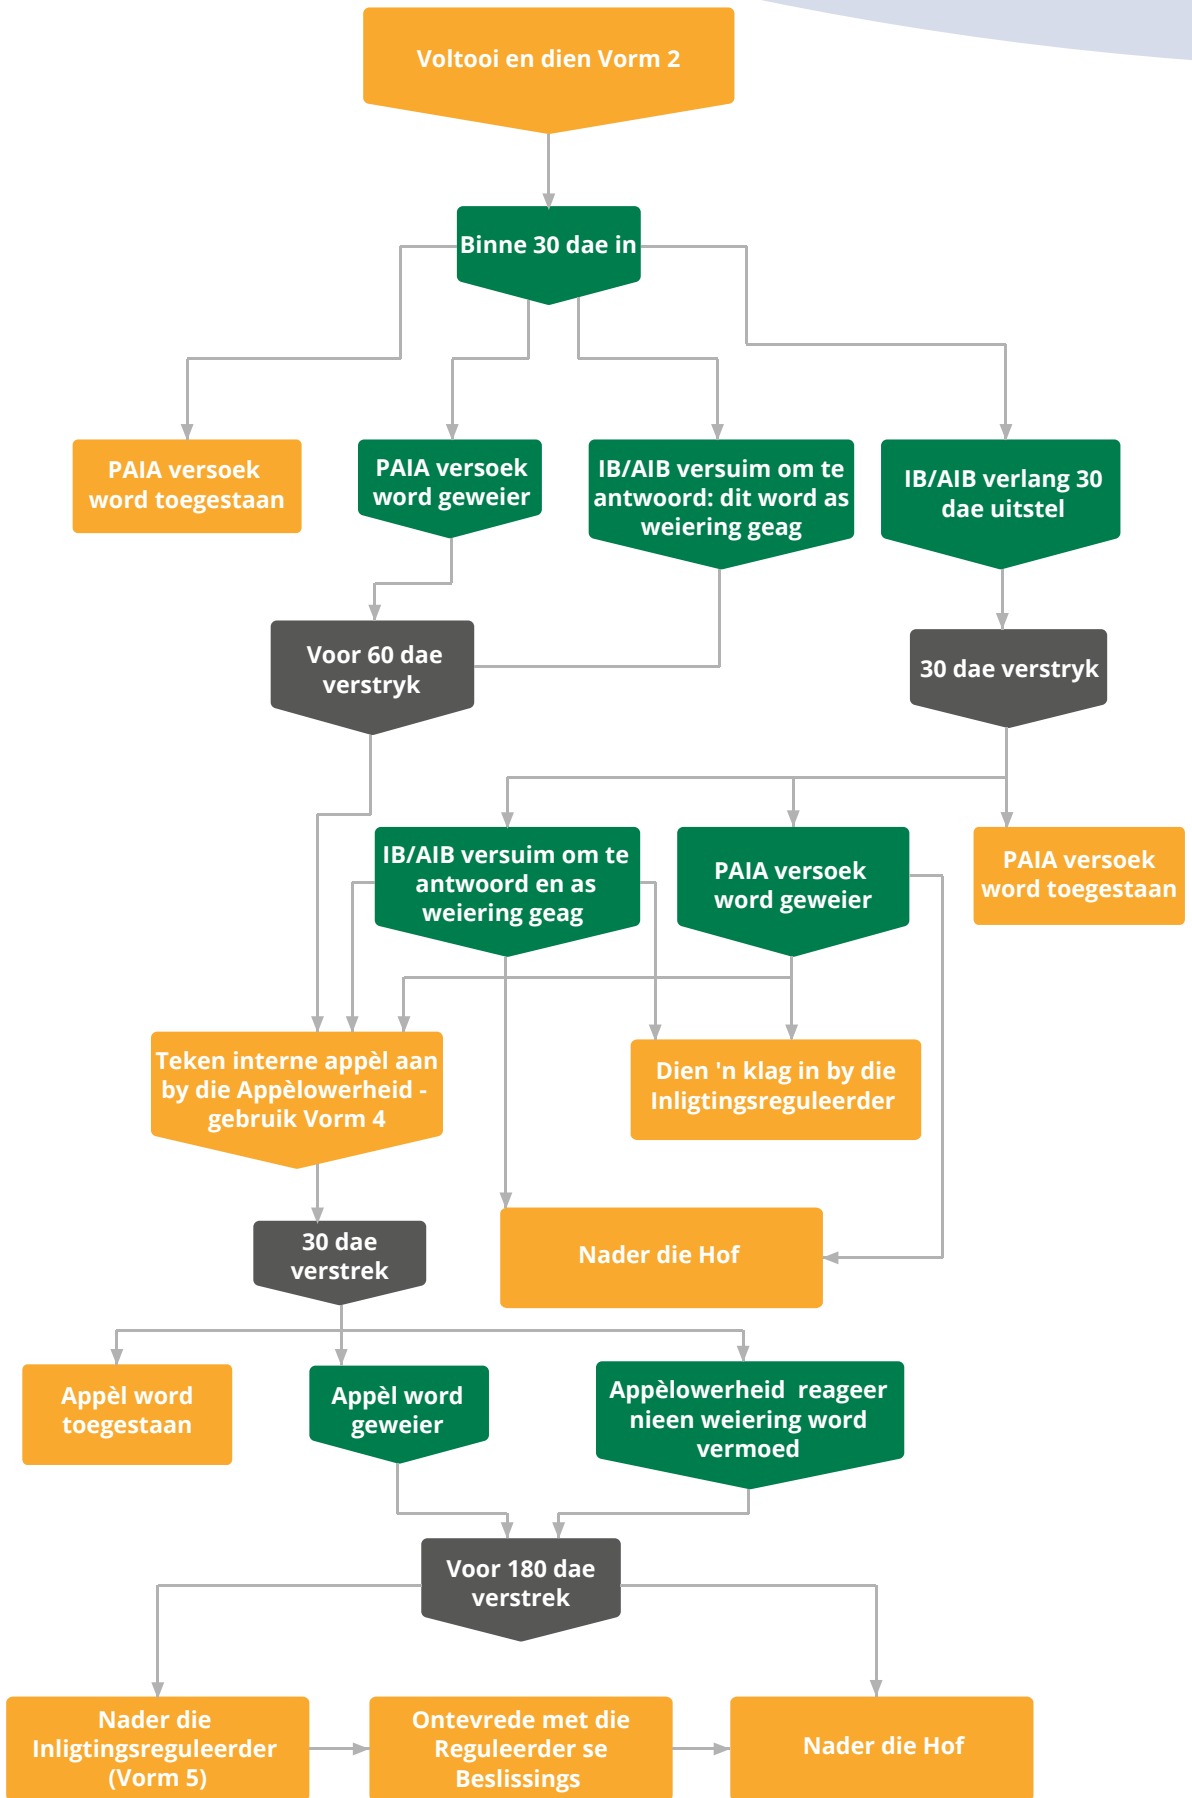 Voltooi en dien Vorm 2
Binne 30 dae in
PAIA versoek
word toegestaan
PAIA versoek
word geweier
IB/AIB versuim om te
antwoord: dit word as
weiering geag
IB/AIB verlang 30
dae uitstel
Voor 60 dae
verstryk
30 dae verstryk
IB/AIB versuim om te
antwoord en as
weiering geag
PAIA versoek
word geweier
PAIA versoek
word toegestaan
Teken interne appèl aan
by die Appèlowerheid -
gebruik Vorm 4
Dien 'n klag in by die
Inligtingsreguleerder
Nader die Hof
30 dae
verstrek
Appèl word
toegestaan
Appèl word
geweier
Appèlowerheid  reageer
nieen weiering word
vermoed
Voor 180 dae
verstrek
Nader die
Inligtingsreguleerder
(Vorm 5)
Ontevrede met die
Reguleerder se
Beslissings
Nader die Hof